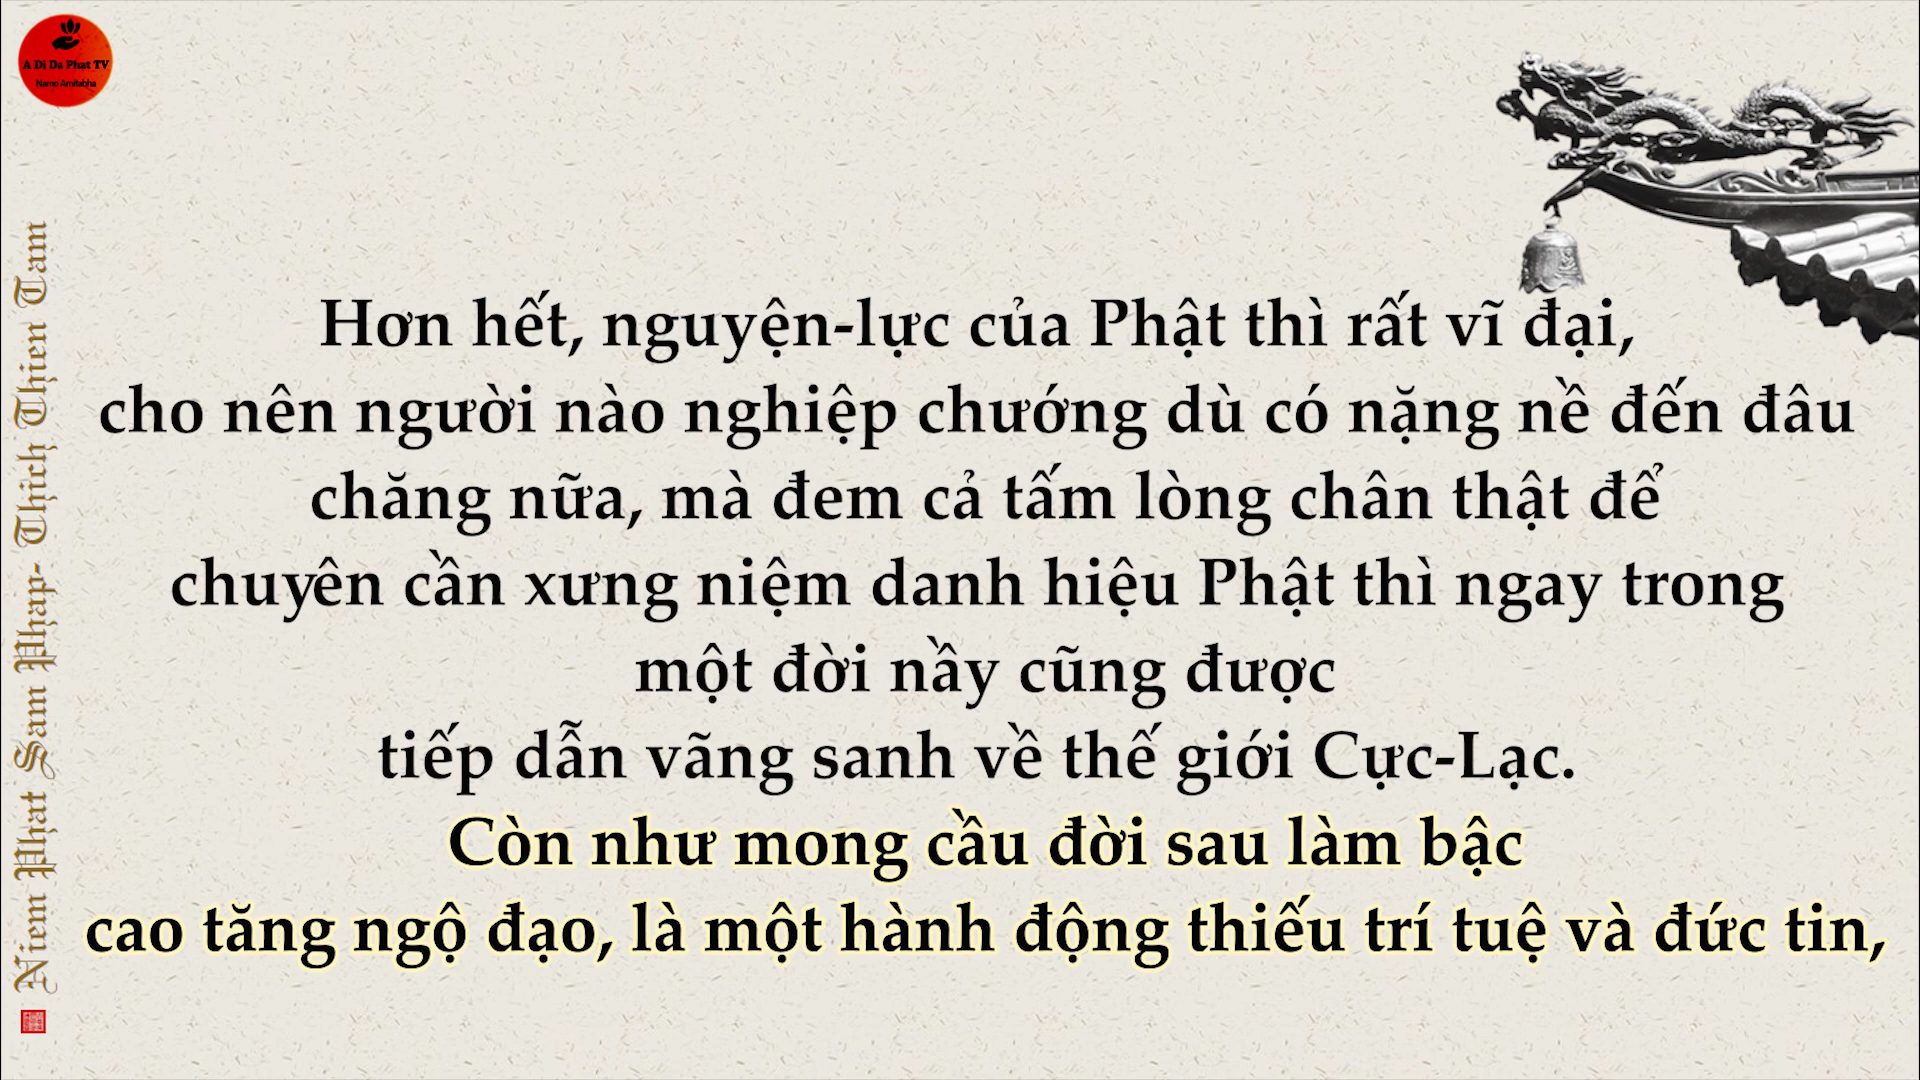 A Di Da Phat TV
Namo Amitabha
Hơn hết, nguyện-lực của Phật thì rất vĩ đại,
cho nên người nào nghiệp chướng dù có nặng nề đến đâu
chăng nữa, mà đem cả tấm lòng chân thật để
chuyên cần xưng niệm danh hiệu Phật thì ngay trong
một đời nầy cũng được
tiếp dẫn vãng sanh về thế giới Cực-Lạc.
Còn như mong cầu đời sau làm bậc
cao tăng ngộ đạo, là một hành động thiếu trí tuệ và đức tin,
Niem Phat Sam Phap- Thich Thien Tam